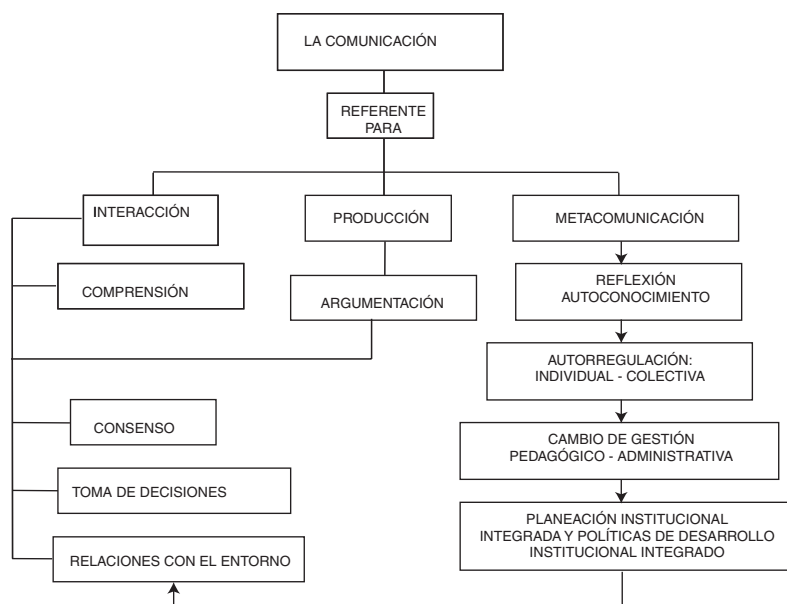 LA COMUNICACIÓN
REFERENTE
PARA
INTERACCIÓN
PRODUCCIÓN
METACOMUNICACIÓN
COMPRENSIÓN
ARGUMENTACIÓN
REFLEXIÓN
AUTOCONOCIMIENTO
AUTORREGULACIÓN:
INDIVIDUAL - COLECTIVA
CONSENSO
CAMBIO DE GESTIÓN
PEDAGÓGICO - ADMINISTRATIVA
TOMA DE DECISIONES
PLANEACIÓN INSTITUCIONAL
INTEGRADA Y POLÍTICAS DE DESARROLLO
INSTITUCIONAL INTEGRADO
RELACIONES CON EL ENTORNO